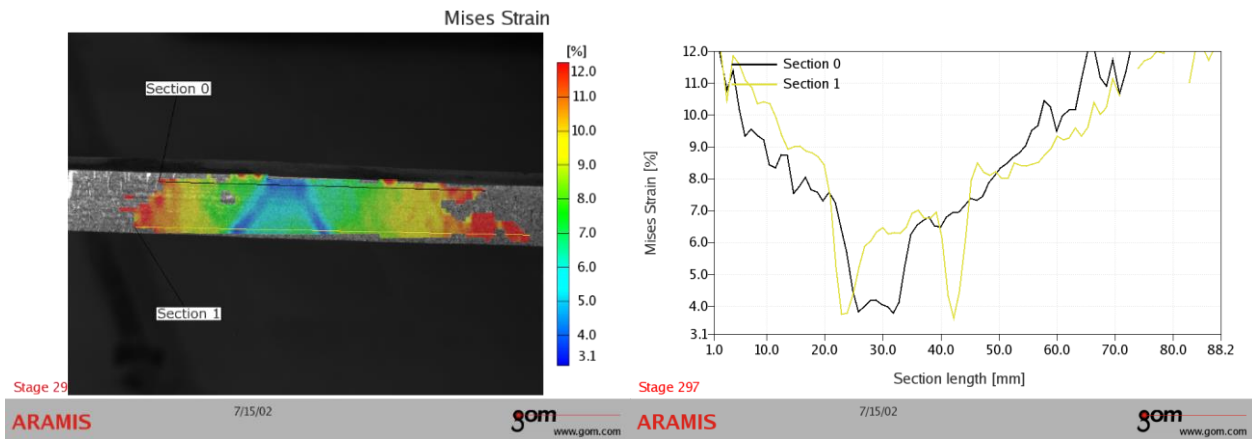 Mises Strain
[%]
12.0
11.0
10.0
9.0
8.0
7.0
6.0
5.0
4.0
3.1
Section 0
Section 1
Stage 29
7/15/02
ARAMIS
gom
www.gom.com
12.0
11.0
10.0
9.0
8.0
7.0
6.0
5.0
4.0
3.1
Mises Strain [%]
Section 0
Section 1
1.0 10.0 20.0 30.0 40.0 50.0 60.0 70.0 80.0 88.2
Section length [mm]
Stage 297
7/15/02
ARAMIS
gom
www.gom.com